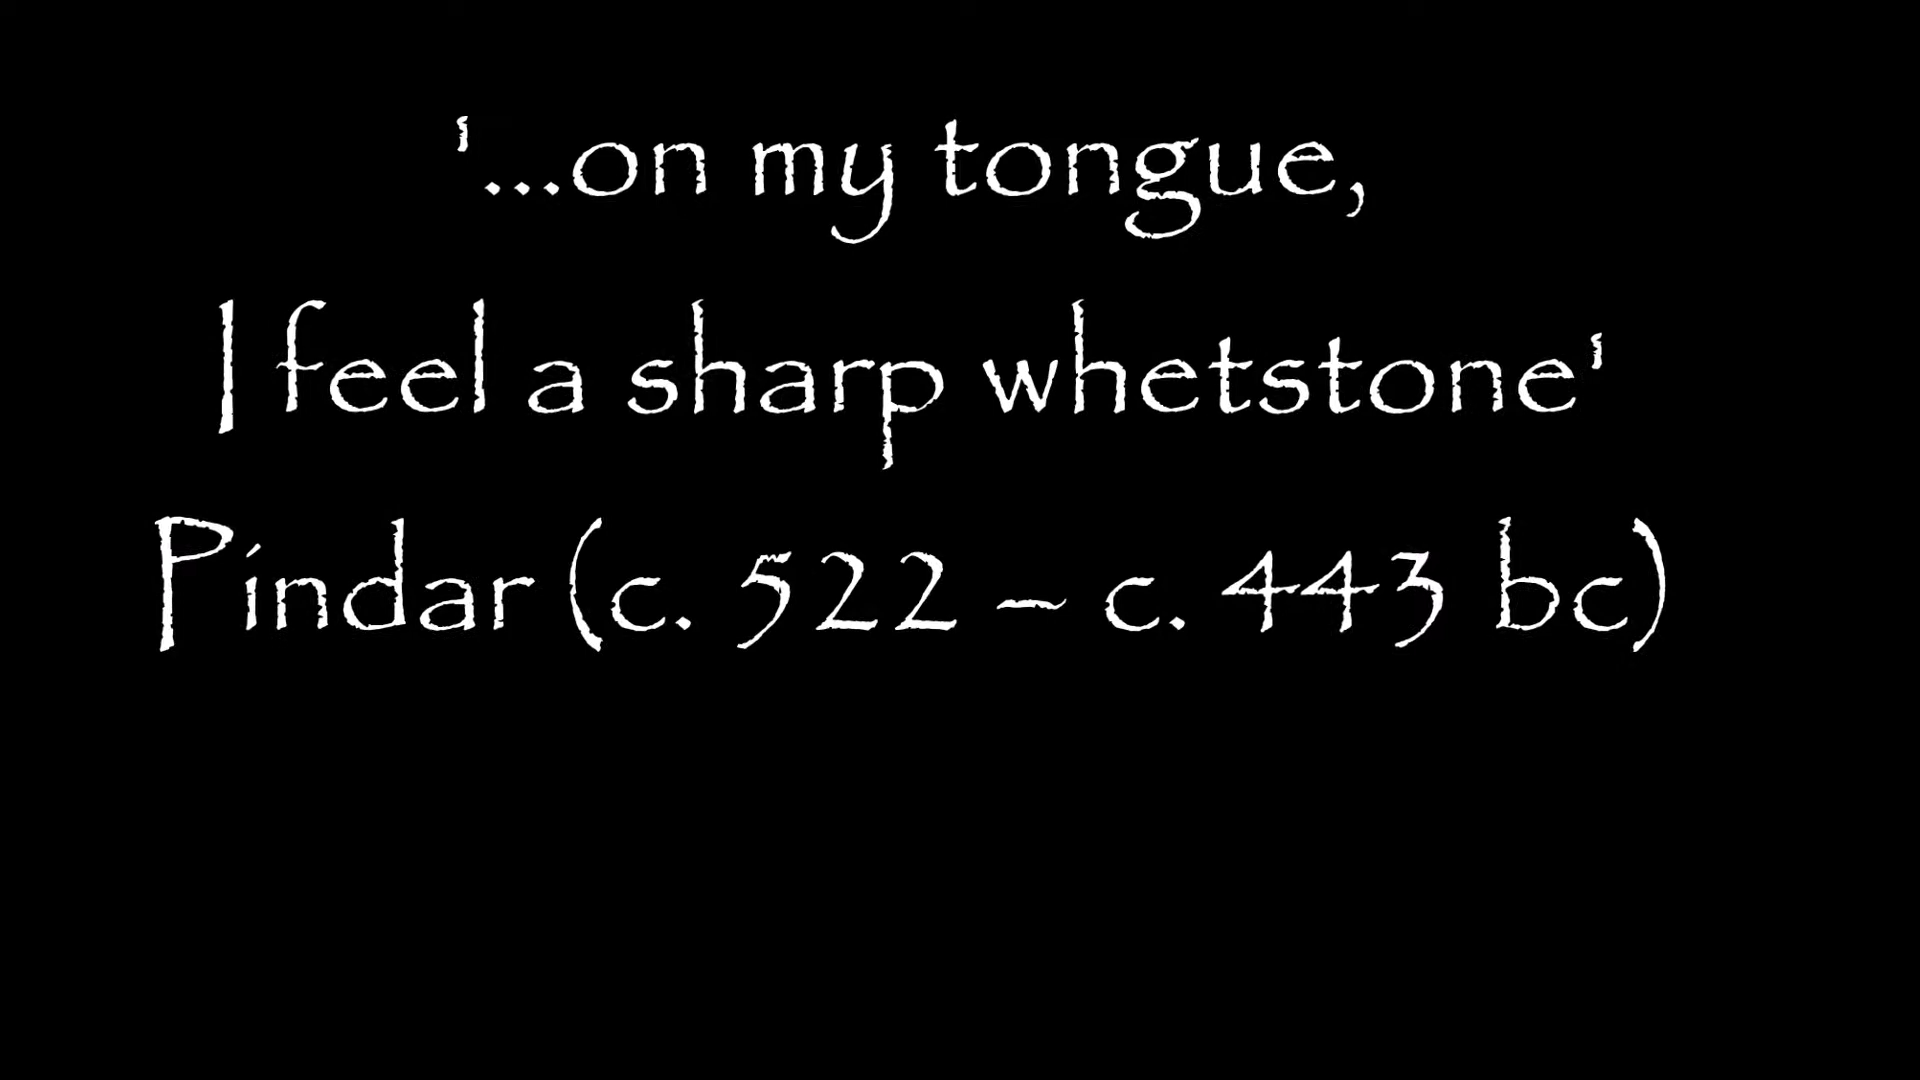 '...on my tongue,
I feel a sharp whetstone'
Pindar (c. 522 – c. 443 bc)